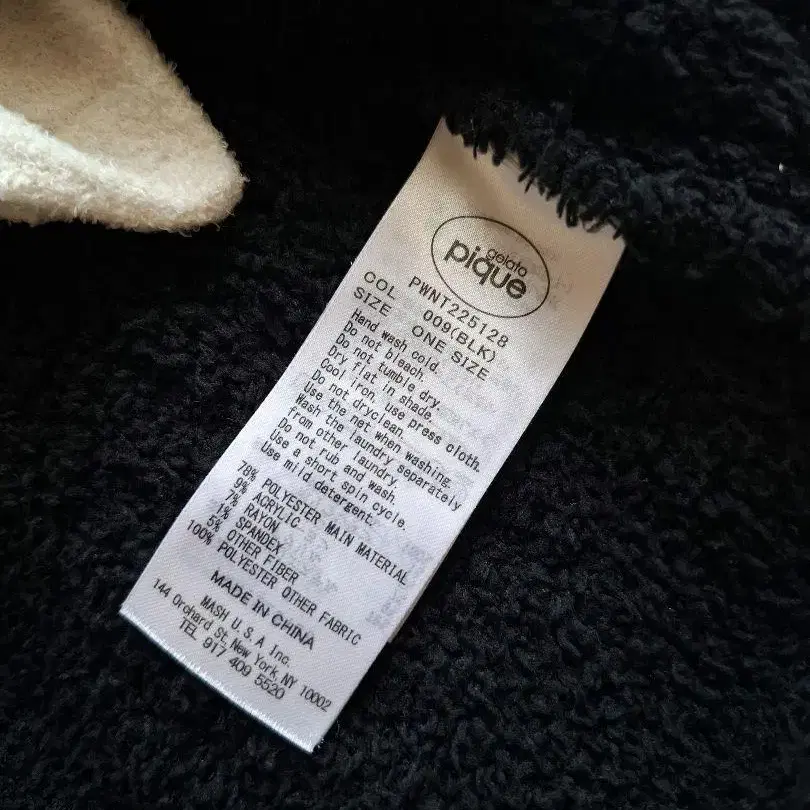 gelato
pique
PWNT225128
COL 009(BLK)
SIZE ONE SIZE
Hand wash cold.
Do not bleach.
Do not tumble dry.
Dry flat in shade.
Cool iron. use press cloth.
Do not dryclean.
Use the net when washing.
Wash the laundry separately
from other laundry.
Do not rub and wash.
Use a short spin cycle.
Use mild detergent.
78% POLYESTER MAIN MATERIAL
9% ACRYLIC
7% RAYON
1% SPANDEX
5% OTHER FIBER
100% POLYESTER OTHER FABRIC
MADE IN CHINA
MASH U.S.A Inc.
144 Orchard St, New York, NY 10002
TEL 917 409 5520